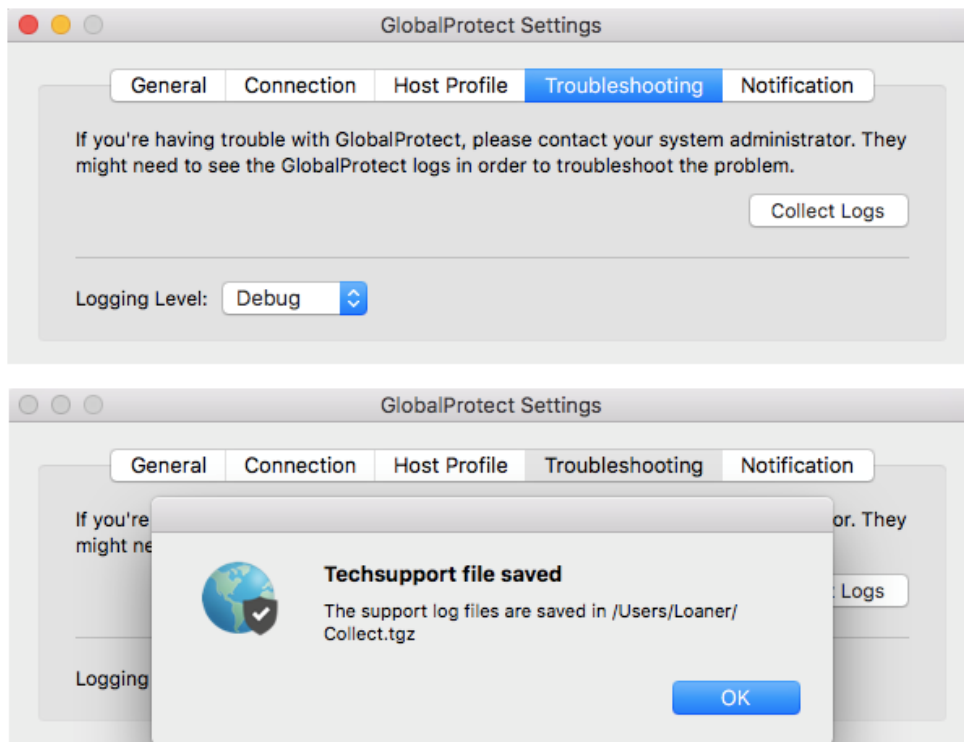 GlobalProtect Settings
General Connection Host Profile Troubleshooting Notification
If you're having trouble with GlobalProtect, please contact your system administrator. They
might need to see the GlobalProtect logs in order to troubleshoot the problem.
Collect Logs
Logging Level: Debug
GlobalProtect Settings
General Connection Host Profile Troubleshooting Notification
If you're or. They
might ne
Techsupport file saved
The support log files are saved in /Users/Loaner/
Collect.tgz
Logs
Logging
OK